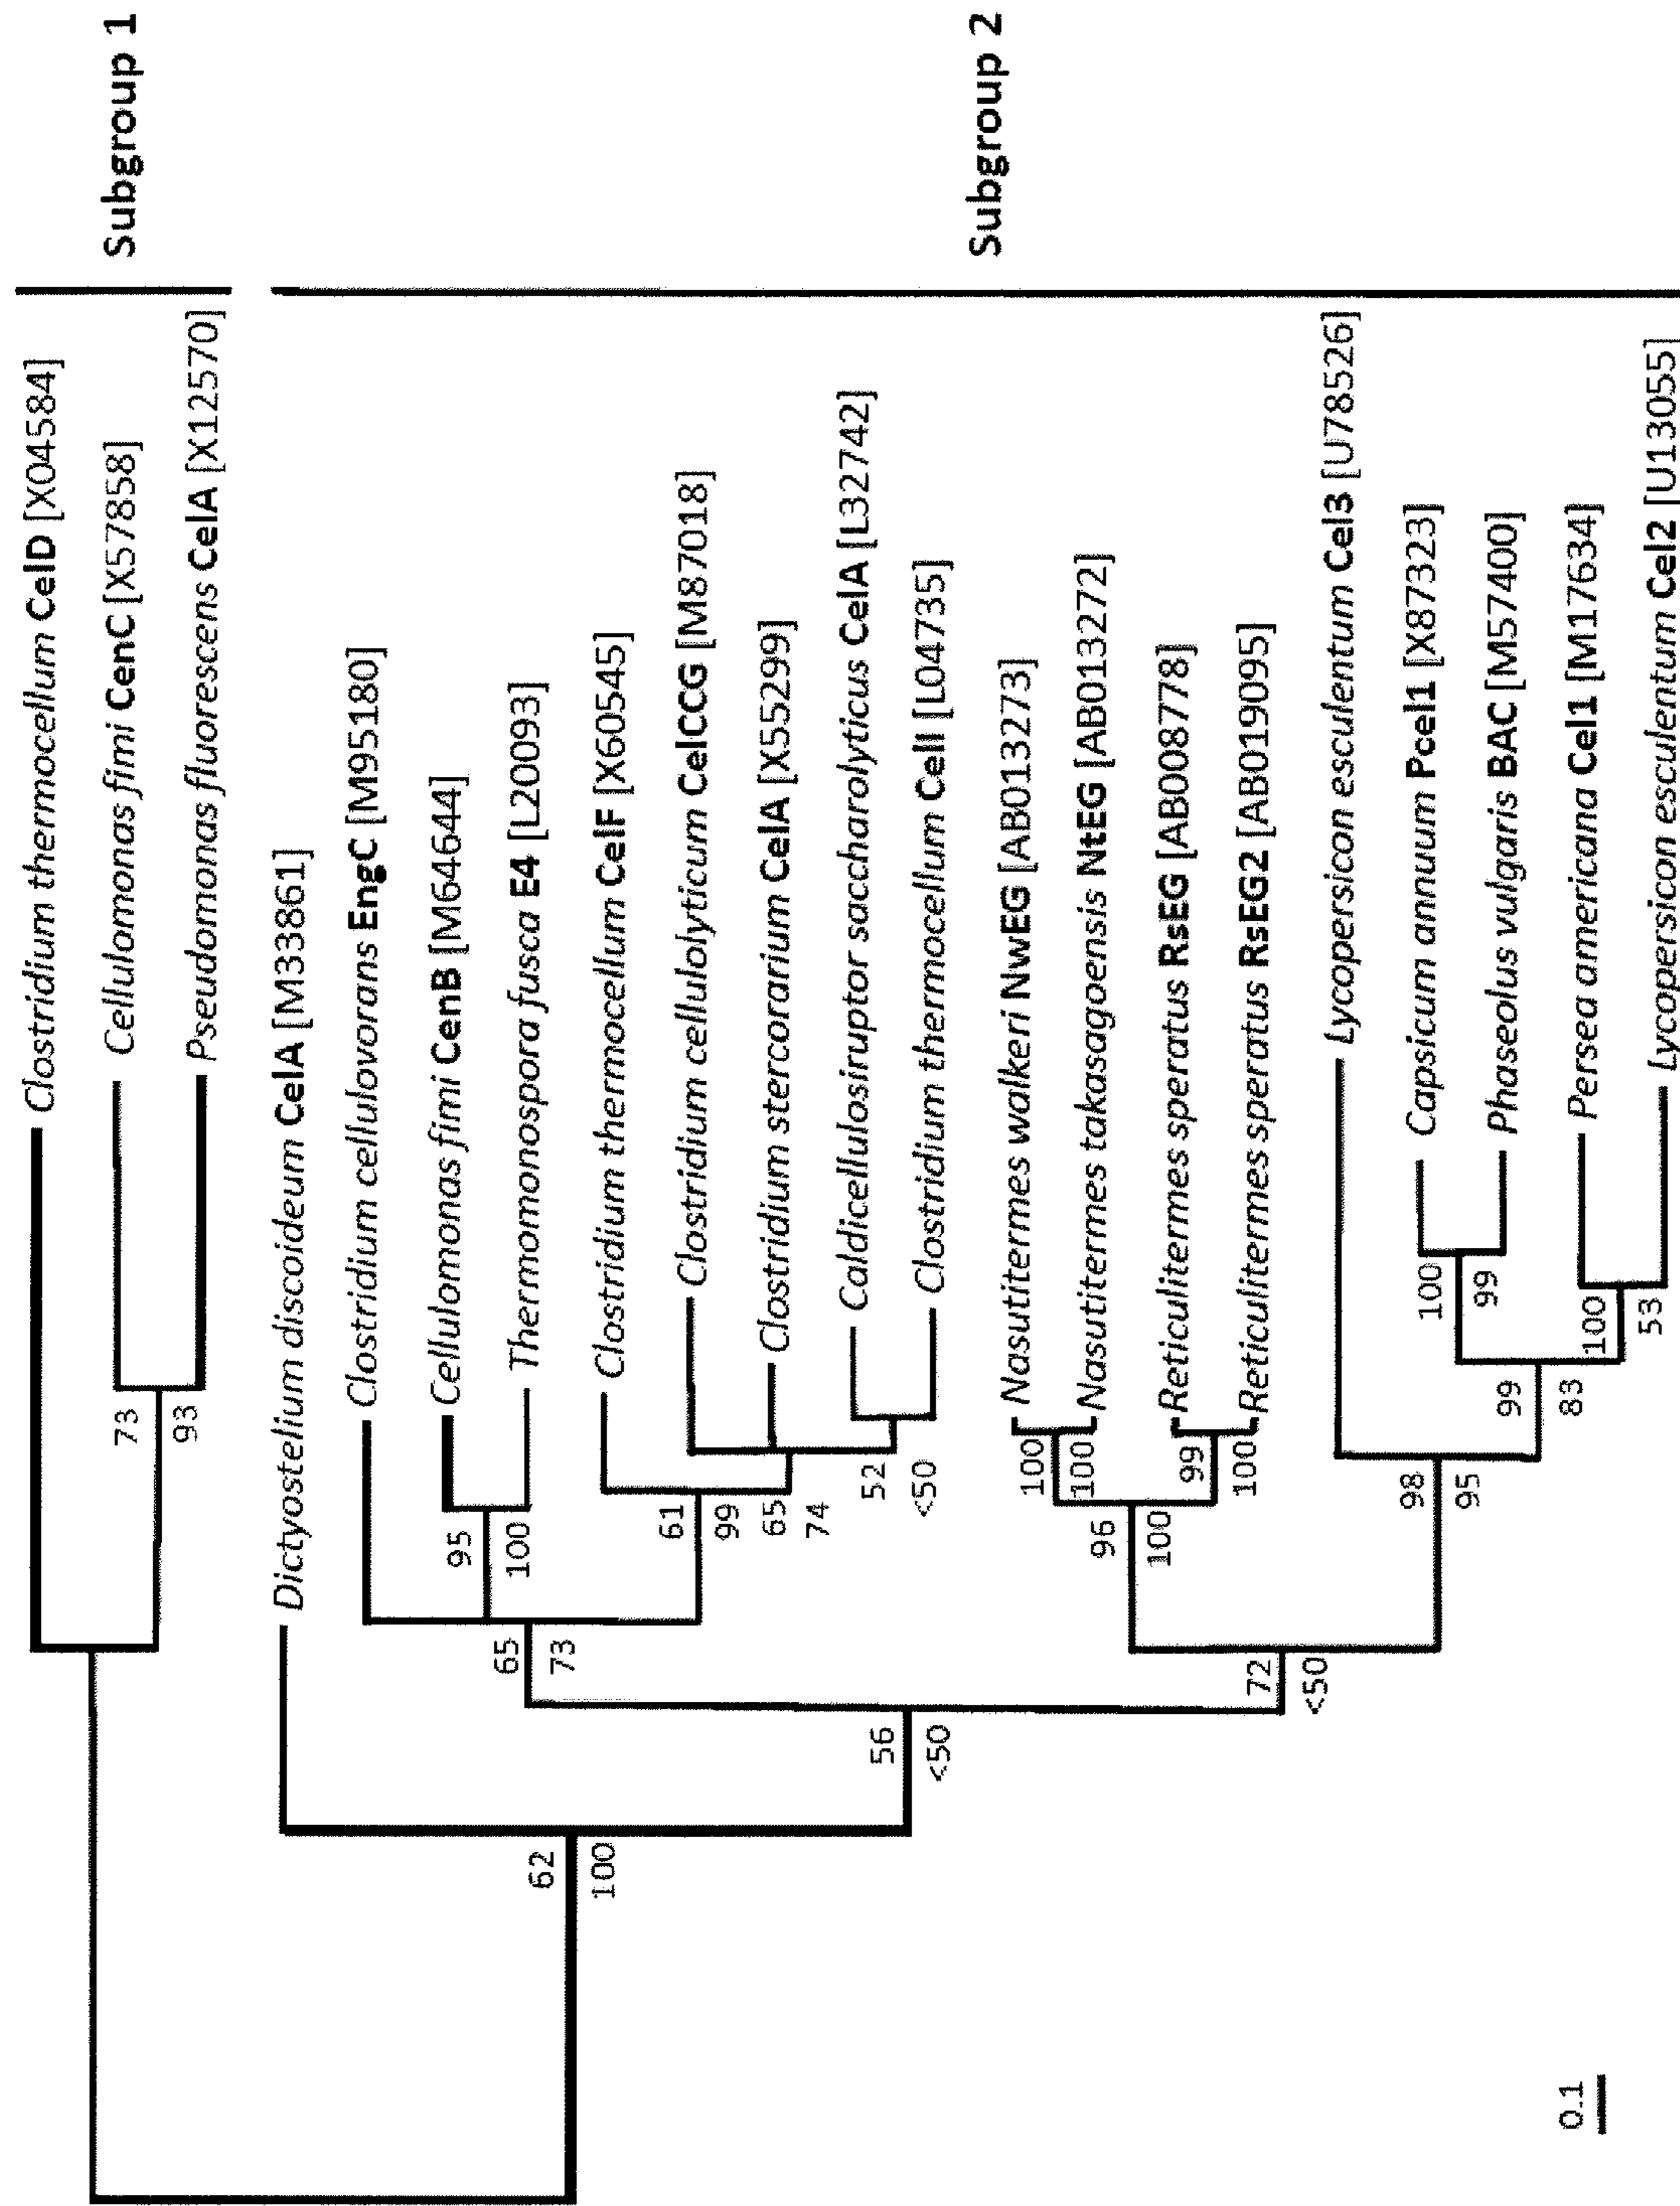 Clostridium thermocellum CelD [X04584]
Cellulomonas fimi CenC [X57858]
Pseudomonas fluorescens CelA [X12570]
Subgroup 1
73
93
Dictyostelium discoideum CelA [M33861]
Clostridium cellulovorans EngC [M95180]
Cellulomonas fimi CenB [M64644]
Thermomonospora fusca E4 [L20093]
Clostridium thermocellum CelF [X60545]
Clostridium cellulolyticum CelCCG [M87018]
Clostridium stercorarium CelA [X55299]
Caldicellulosiruptor saccharolyticus CelA [L32742]
Clostridium thermocellum CelI [L04735]
Nasutitermes walkeri NwEG [AB013273]
Nasutitermes takasagoensis NtEG [AB013272]
Reticulitermes speratus RsEG [AB008778]
Reticulitermes speratus RsEG2 [AB019095]
Lycopersicon esculentum Cel3 [U78526]
Capsicum annuum Pcel1 [X87323]
Phaseolus vulgaris BAC [M57400]
Persea americana Cel1 [M17634]
Lycopersicon esculentum Cel2 [U13055]
Subgroup 2
62
100
56
<50
65
73
95
100
61
99
65
74
52
<50
72
<50
96
100
100
100
99
100
98
95
99
83
100
99
100
53
0.1